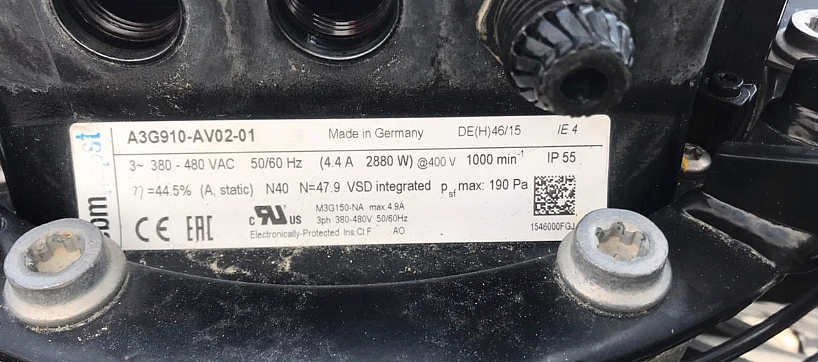 A3G910-AV02-01 Made in Germany DE(H)46/15 IE 4
3~ 380 - 480 VAC 50/60 Hz (4.4 A 2880 W) @400 V 1000 min⁻¹ IP 55
η=44.5% (A, static) N40 N=47.9 VSD integrated psf max: 190 Pa
CE EAC c RU US M3G150-NA max.4.9A
3ph 380-480V 50/60Hz
Electronically-Protected Ins.Cl.F AO
1546000FGJ